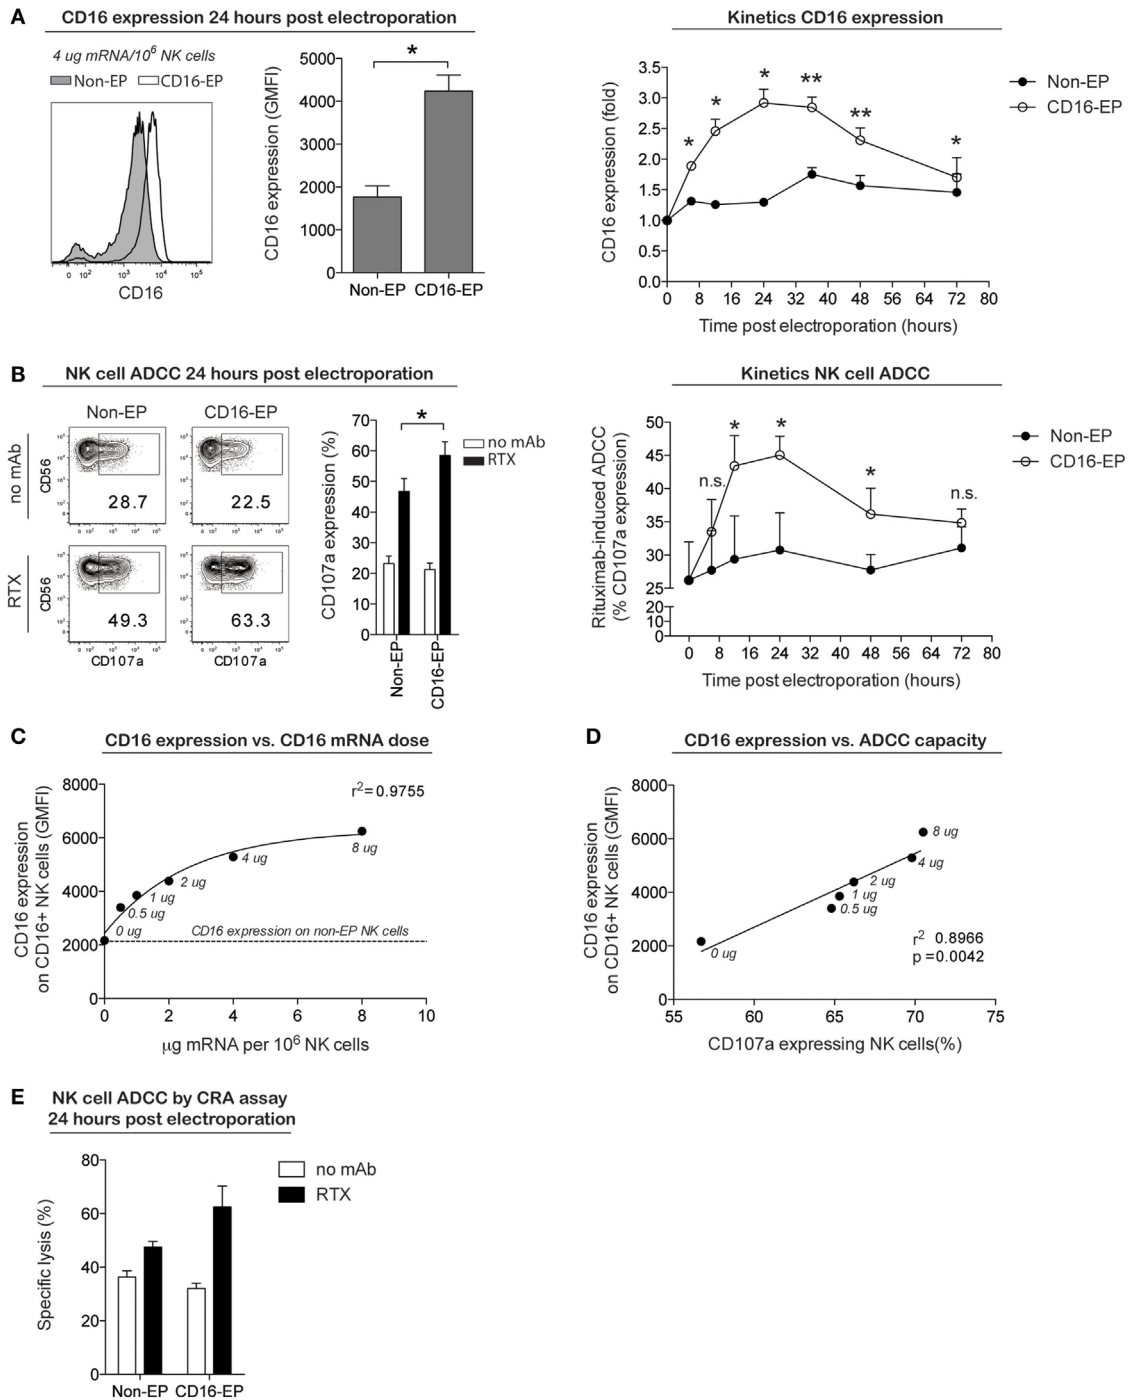 A
CD16 expression 24 hours post electroporation
4 ug mRNA/10⁶ NK cells
Non-EP
CD16-EP
0 10² 10³ 10⁴ 10⁵
CD16
CD16 expression (GMFI)
5000
4000
3000
2000
1000
0
*
Non-EP CD16-EP
Kinetics CD16 expression
CD16 expression (fold)
3.5
3.0
2.5
2.0
1.5
1.0
0.5
0.0
* * * ** ** *
0 8 16 24 32 40 48 56 64 72 80
Time post electroporation (hours)
Non-EP
CD16-EP
B
NK cell ADCC 24 hours post electroporation
Non-EP CD16-EP
no mAb
CD56
28.7
22.5
RTX
CD56
49.3
63.3
CD107a CD107a
CD107a expression (%)
70
60
50
40
30
20
10
0
*
no mAb
RTX
Non-EP
CD16-EP
Kinetics NK cell ADCC
Rituximab-induced ADCC
(% CD107a expression)
50
45
40
35
30
25
20
10
0
n.s. * * * n.s.
0 8 16 24 32 40 48 56 64 72 80
Time post electroporation (hours)
Non-EP
CD16-EP
C
CD16 expression vs. CD16 mRNA dose
CD16 expression
on CD16+ NK cells (GMFI)
8000
6000
4000
2000
0
r²=0.9755
0 ug
0.5 ug
1 ug
2 ug
4 ug
8 ug
CD16 expression on non-EP NK cells
0 2 4 6 8 10
µg mRNA per 10⁶ NK cells
D
CD16 expression vs. ADCC capacity
CD16 expression
on CD16+ NK cells (GMFI)
8000
6000
4000
2000
0
8 ug
4 ug
2 ug
1 ug
0.5 ug
0 ug
r² 0.8966
p =0.0042
55 60 65 70 75
CD107a expressing NK cells(%)
E
NK cell ADCC by CRA assay
24 hours post electroporation
Specific lysis (%)
80
60
40
20
0
no mAb
RTX
Non-EP CD16-EP